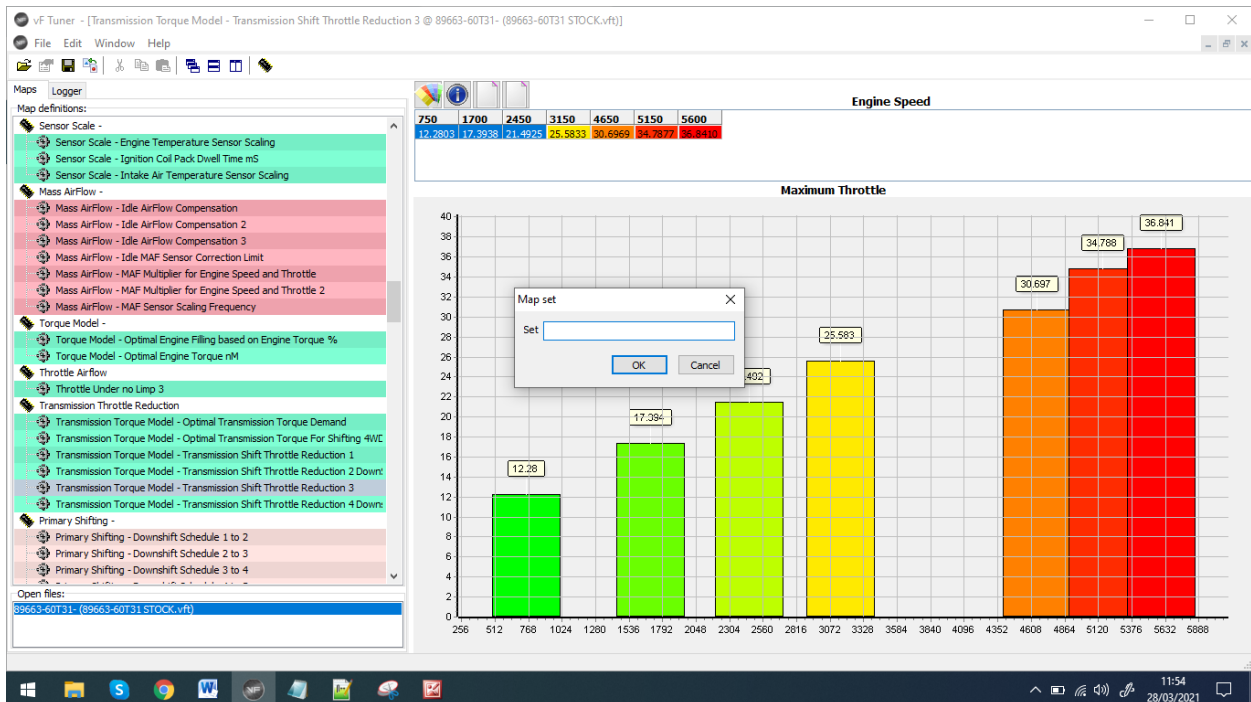 vF Tuner - [Transmission Torque Model - Transmission Shift Throttle Reduction 3 @ 89663-60T31- (89663-60T31 STOCK.vft)]
File Edit Window Help
Maps Logger
Map definitions:
Sensor Scale -
Sensor Scale - Engine Temperature Sensor Scaling
Sensor Scale - Ignition Coil Pack Dwell Time mS
Sensor Scale - Intake Air Temperature Sensor Scaling
Mass AirFlow -
Mass AirFlow - Idle AirFlow Compensation
Mass AirFlow - Idle AirFlow Compensation 2
Mass AirFlow - Idle AirFlow Compensation 3
Mass AirFlow - Idle MAF Sensor Correction Limit
Mass AirFlow - MAF Multiplier for Engine Speed and Throttle
Mass AirFlow - MAF Multiplier for Engine Speed and Throttle 2
Mass AirFlow - MAF Sensor Scaling Frequency
Torque Model -
Torque Model - Optimal Engine Filling based on Engine Torque %
Torque Model - Optimal Engine Torque nM
Throttle Airflow
Throttle Under no Limp 3
Transmission Throttle Reduction
Transmission Torque Model - Optimal Transmission Torque Demand
Transmission Torque Model - Optimal Transmission Torque For Shifting 4WD
Transmission Torque Model - Transmission Shift Throttle Reduction 1
Transmission Torque Model - Transmission Shift Throttle Reduction 2 Down
Transmission Torque Model - Transmission Shift Throttle Reduction 3
Transmission Torque Model - Transmission Shift Throttle Reduction 4 Down
Primary Shifting -
Primary Shifting - Downshift Schedule 1 to 2
Primary Shifting - Downshift Schedule 2 to 3
Primary Shifting - Downshift Schedule 3 to 4
Open files:
89663-60T31- (89663-60T31 STOCK.vft)
Engine Speed
750 1700 2450 3150 4650 5150 5600
12.2803 17.3938 21.4925 25.5833 30.6969 34.7877 36.8410
Maximum Throttle
40
38
36
34
32
30
28
26
24
22
20
18
16
14
12
10
8
6
4
2
0
36.841
34.788
30.697
25.583
.492
17.394
12.28
Map set
Set
OK Cancel
256 512 768 1024 1280 1536 1792 2048 2304 2560 2816 3072 3328 3584 3840 4096 4352 4608 4864 5120 5376 5632 5888
11:54
28/03/2021